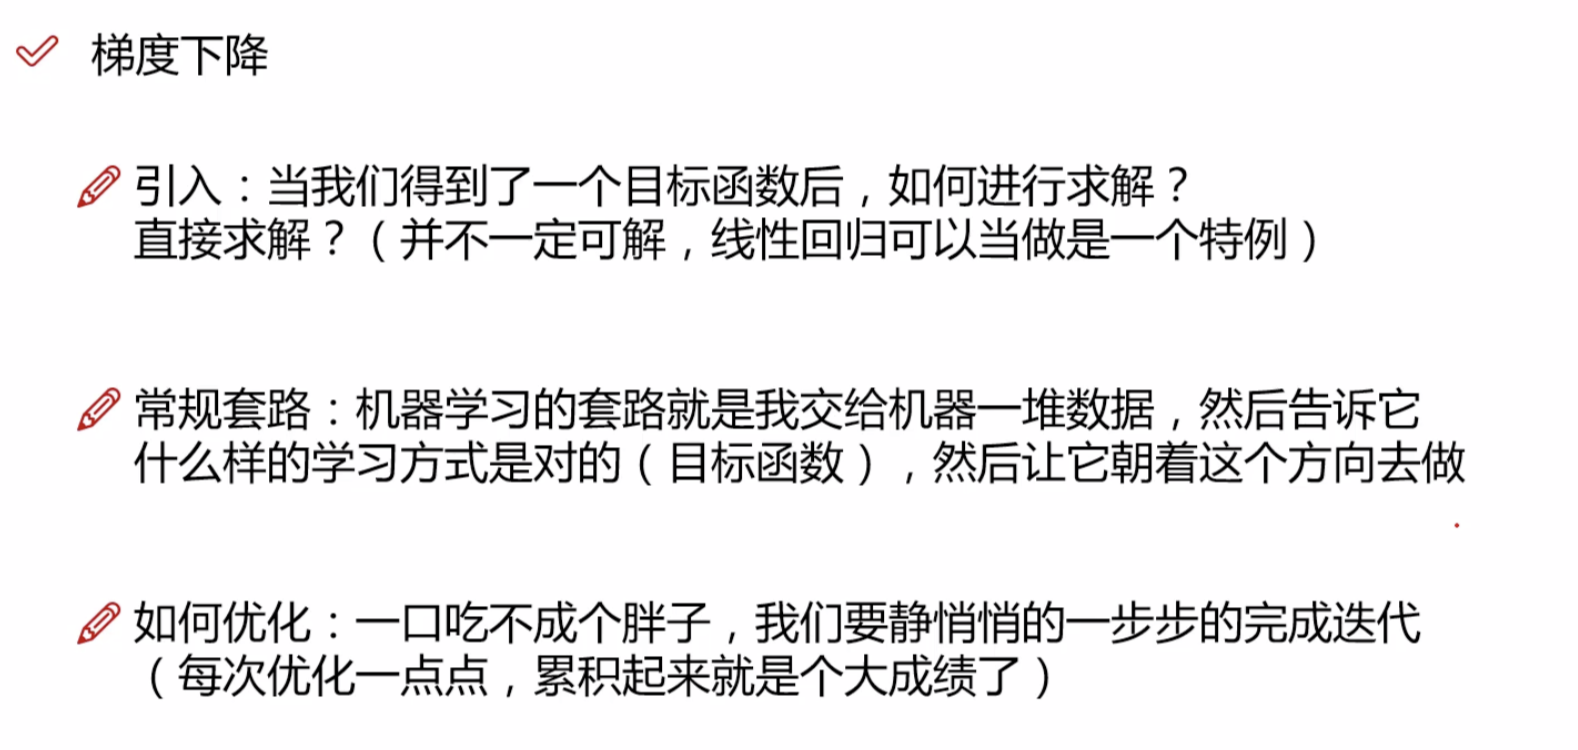 梯度下降
引入：当我们得到了一个目标函数后，如何进行求解？
直接求解？（并不一定可解，线性回归可以当做是一个特例）
常规套路：机器学习的套路就是我交给机器一堆数据，然后告诉它
什么样的学习方式是对的（目标函数），然后让它朝着这个方向去做
如何优化：一口吃不成个胖子，我们要静悄悄的一步步的完成迭代
（每次优化一点点，累积起来就是个大成绩了）